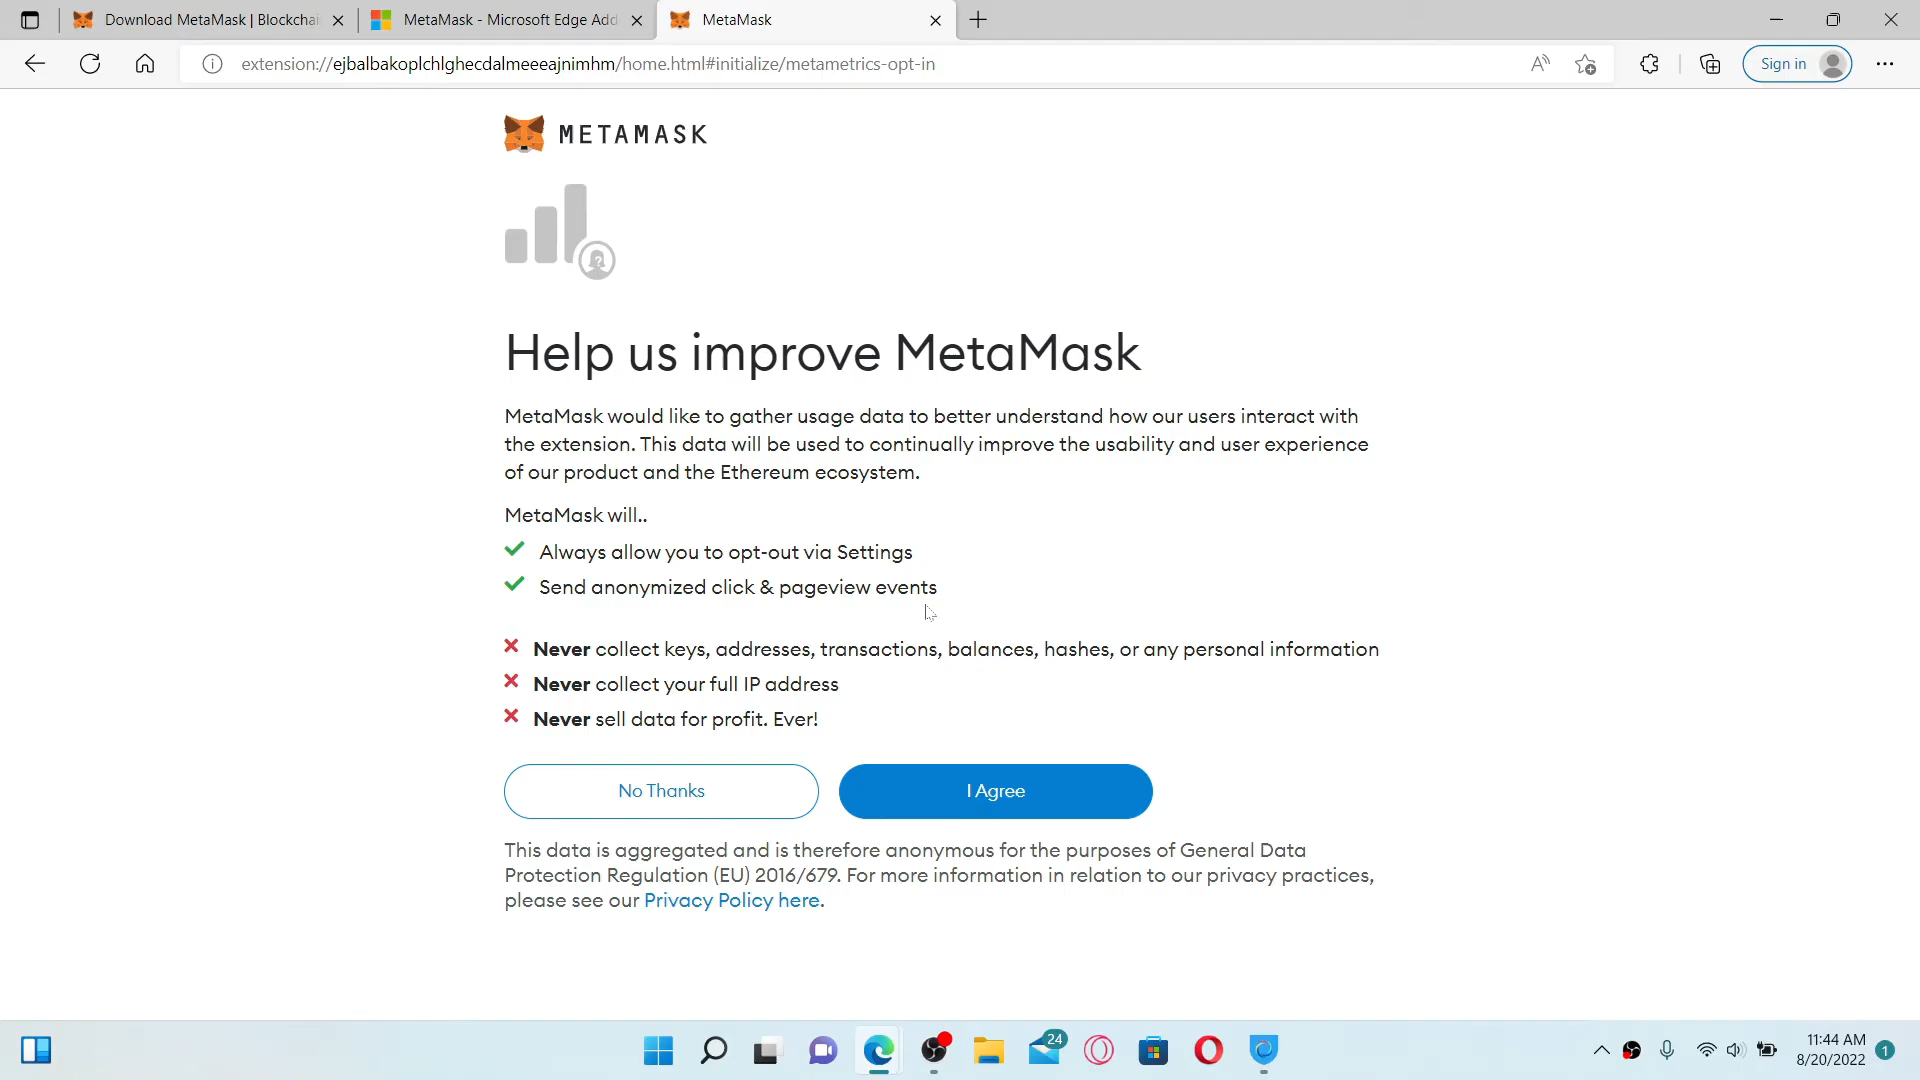 Download MetaMask | Blockchai
MetaMask - Microsoft Edge Add
MetaMask
extension://ejbalbakoplchlghecdalmeeeajnimhm/home.html#initialize/metametrics-opt-in
Sign in
METAMASK
Help us improve MetaMask
MetaMask would like to gather usage data to better understand how our users interact with
the extension. This data will be used to continually improve the usability and user experience
of our product and the Ethereum ecosystem.
MetaMask will..
Always allow you to opt-out via Settings
Send anonymized click & pageview events
Never collect keys, addresses, transactions, balances, hashes, or any personal information
Never collect your full IP address
Never sell data for profit. Ever!
No Thanks
I Agree
This data is aggregated and is therefore anonymous for the purposes of General Data
Protection Regulation (EU) 2016/679. For more information in relation to our privacy practices,
please see our Privacy Policy here.
24
11:44 AM
8/20/2022
1